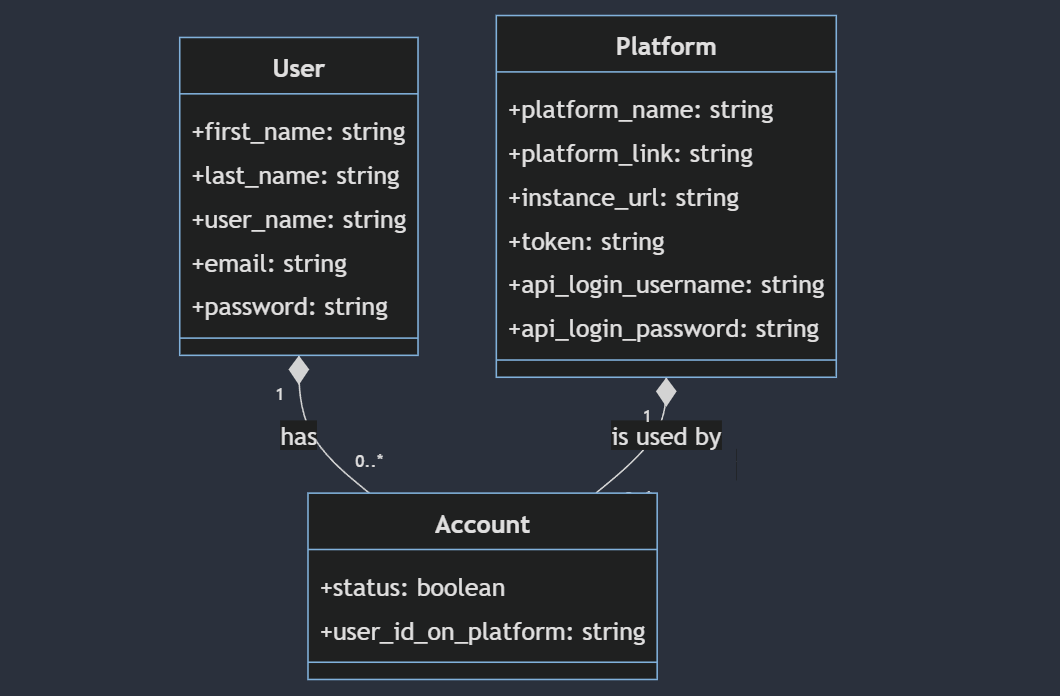 User
+first_name: string
+last_name: string
+user_name: string
+email: string
+password: string
Platform
+platform_name: string
+platform_link: string
+instance_url: string
+token: string
+api_login_username: string
+api_login_password: string
1
has
0..*
1
is used by
Account
+status: boolean
+user_id_on_platform: string